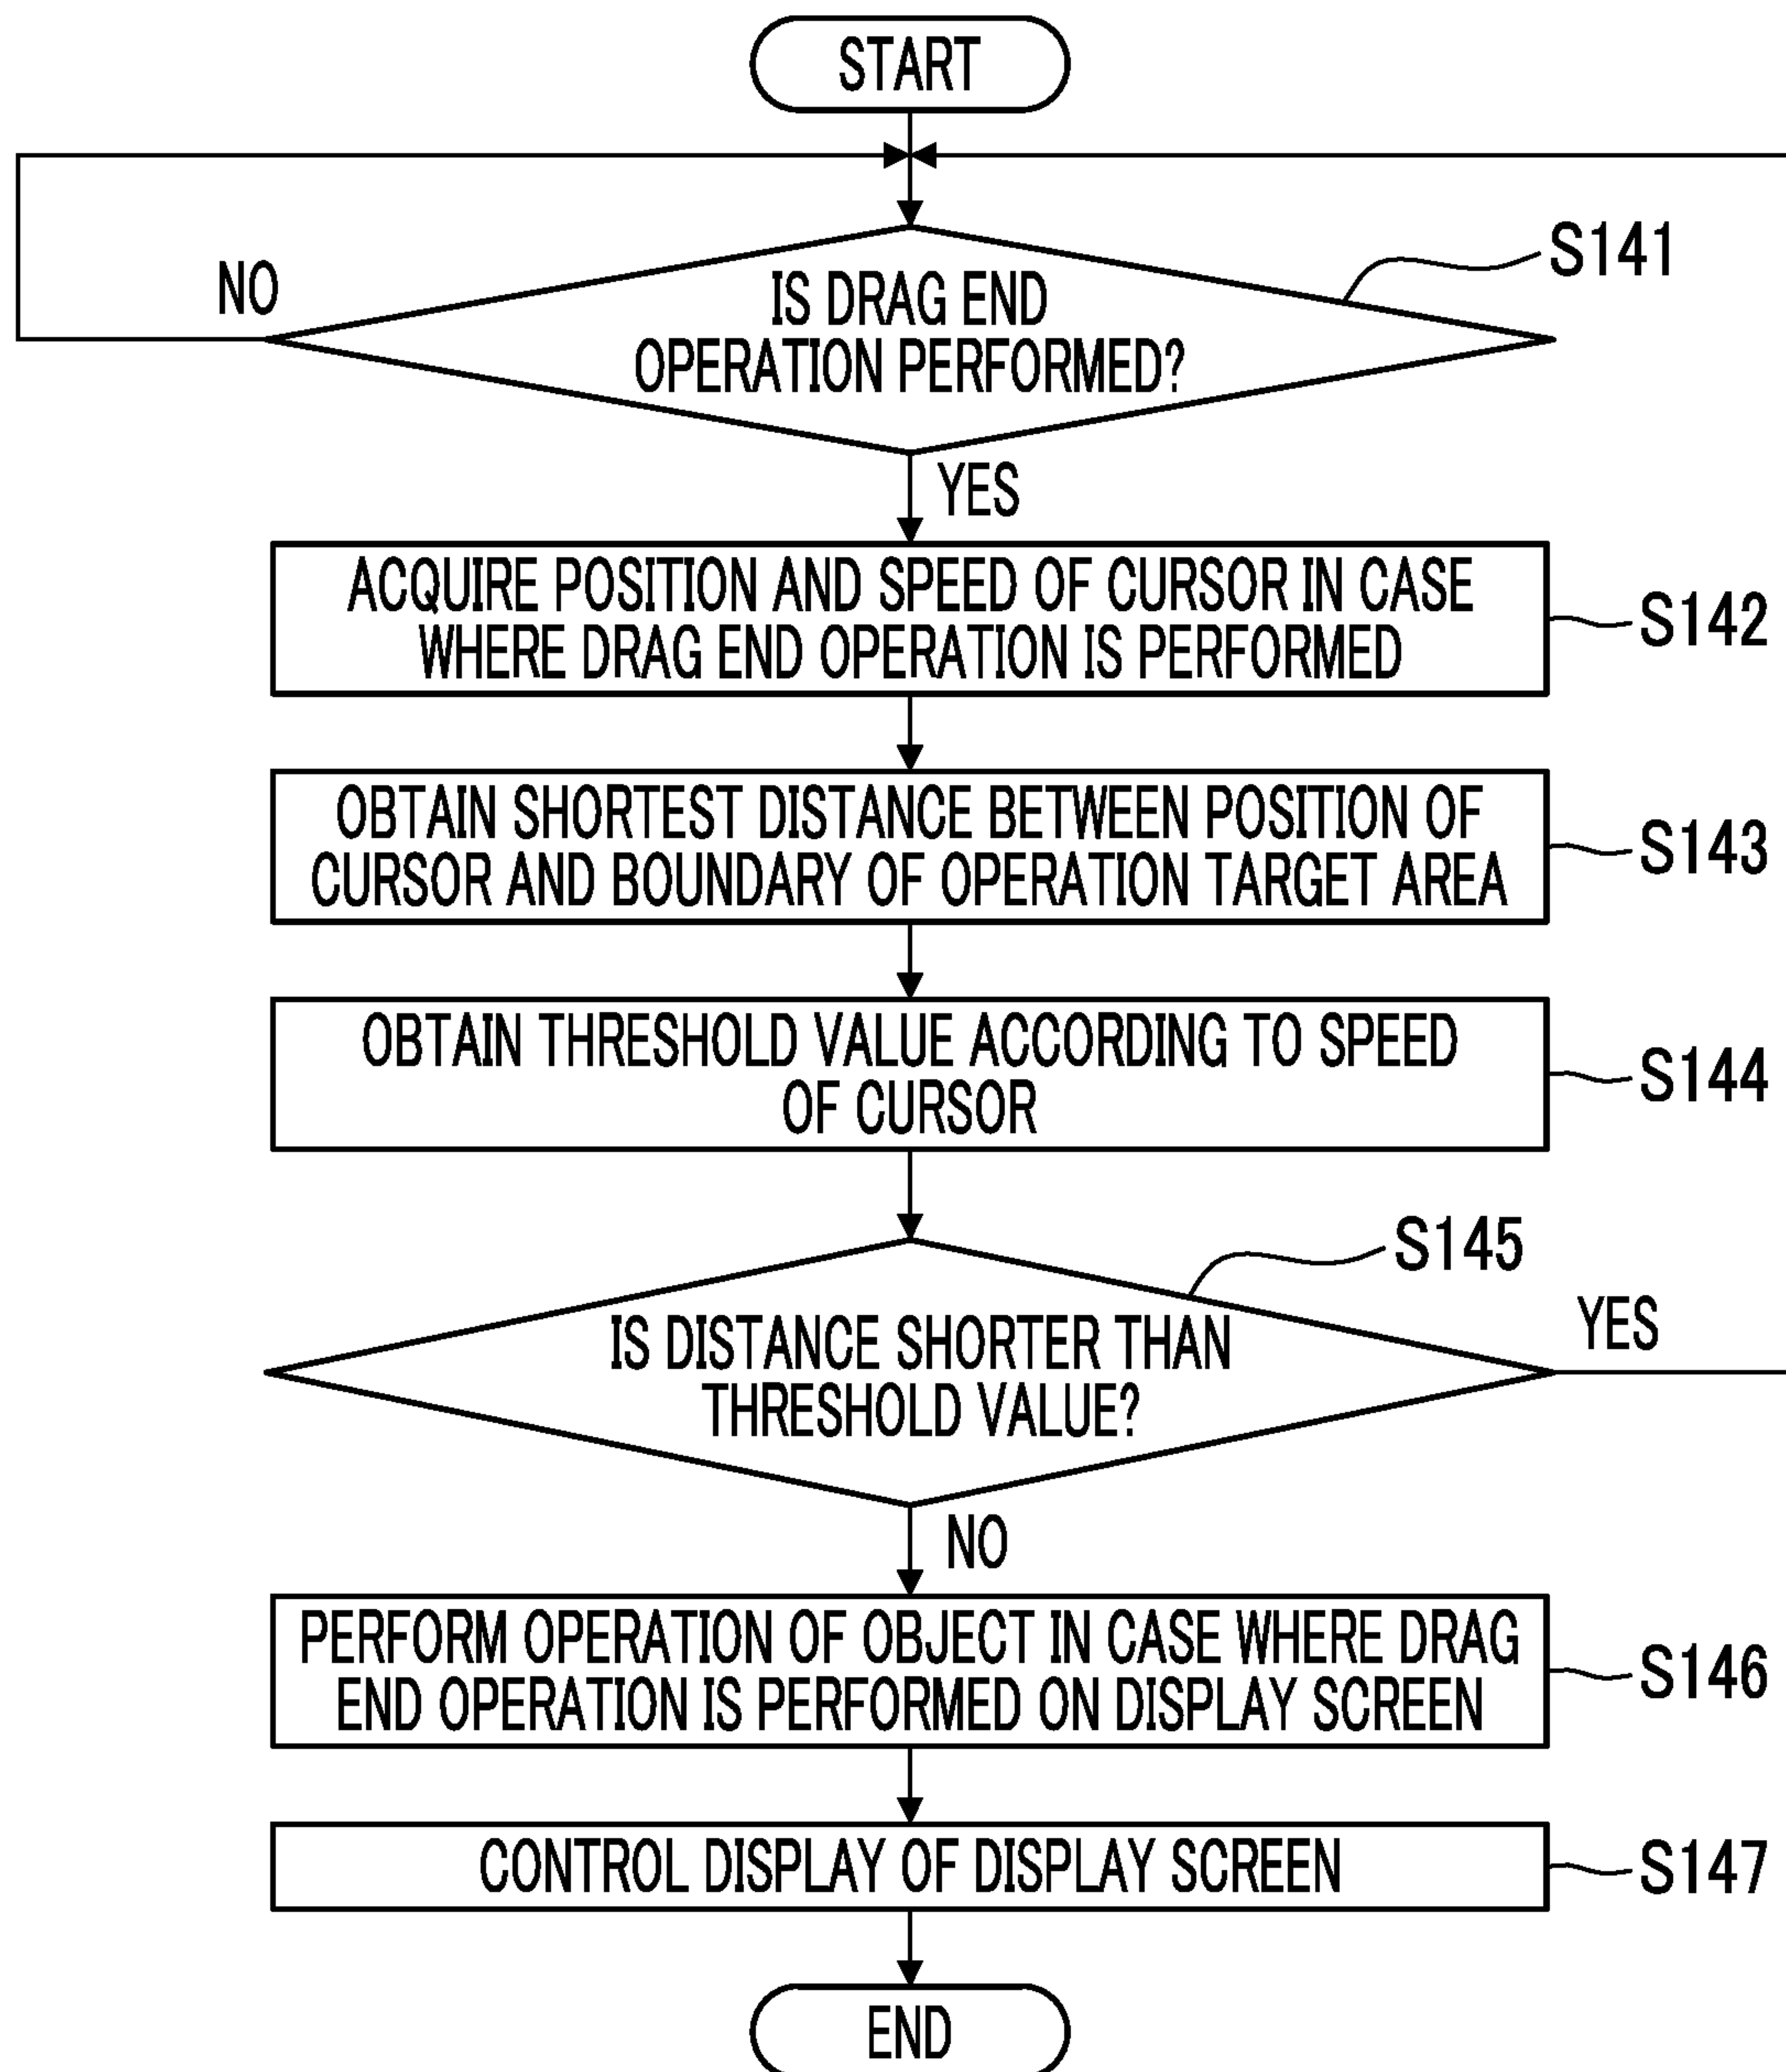 START
S141
NO
IS DRAG END
OPERATION PERFORMED?
YES
ACQUIRE POSITION AND SPEED OF CURSOR IN CASE
WHERE DRAG END OPERATION IS PERFORMED
S142
OBTAIN SHORTEST DISTANCE BETWEEN POSITION OF
CURSOR AND BOUNDARY OF OPERATION TARGET AREA
S143
OBTAIN THRESHOLD VALUE ACCORDING TO SPEED
OF CURSOR
S144
S145
YES
IS DISTANCE SHORTER THAN
THRESHOLD VALUE?
NO
PERFORM OPERATION OF OBJECT IN CASE WHERE DRAG
END OPERATION IS PERFORMED ON DISPLAY SCREEN
S146
CONTROL DISPLAY OF DISPLAY SCREEN
S147
END